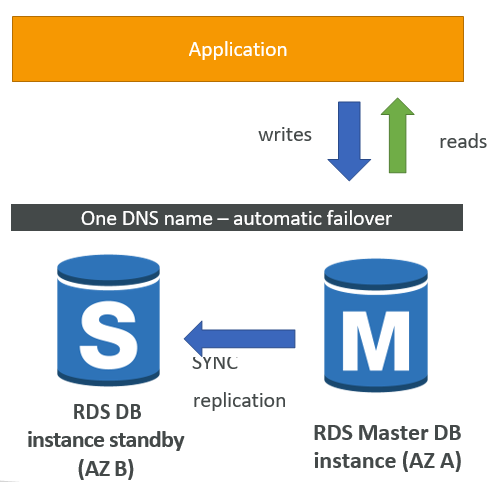 Application
writes
reads
One DNS name – automatic failover
S
M
SYNC
replication
RDS DB
instance standby
(AZ B)
RDS Master DB
instance (AZ A)